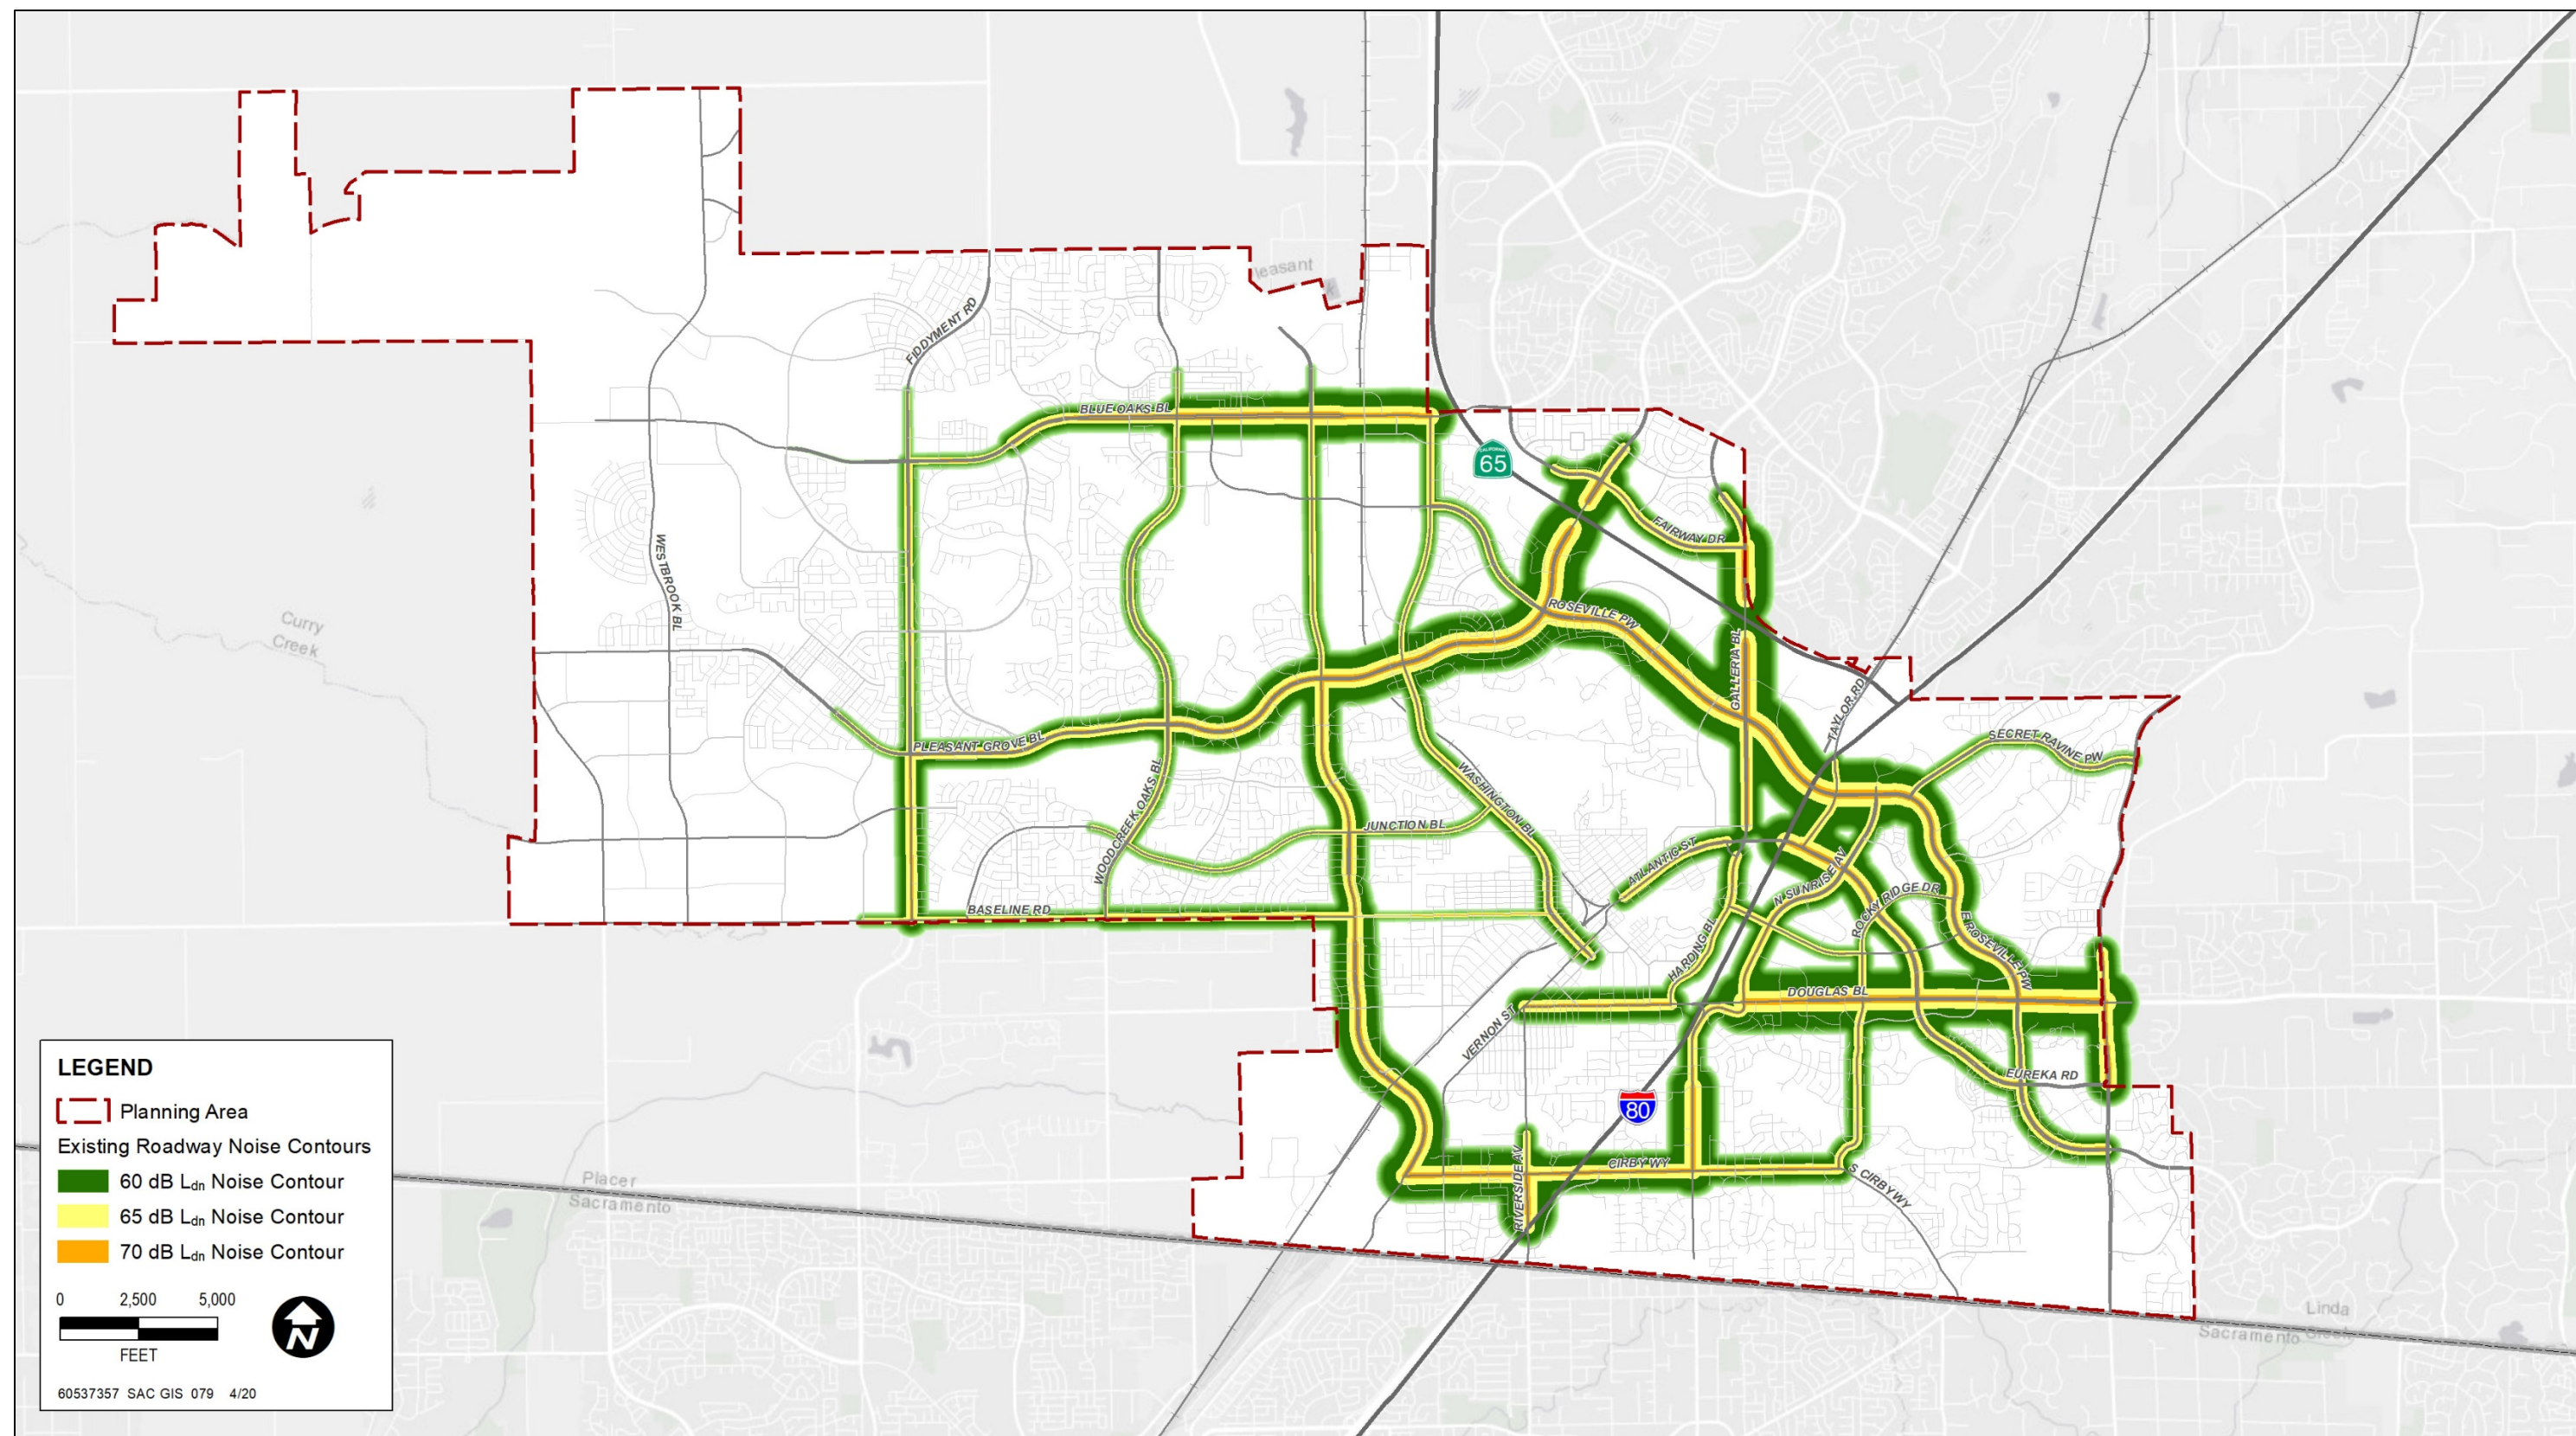 leasant
FIDDYMENT RD
BLUE OAKS BL
CALIFORNIA
65
FAIRWAY DR
WESTBROOK BL
ROSEVILLE PW
Curry
Creek
GALLERIA BL
TAYLOR RD
PLEASANT GROVE BL
SECRET RAVINE PW
WOODCREEK OAKS BL
WASHINGTON BL
JUNCTION BL
ATLANTIC ST
N SUNRISE AV
ROCKY RIDGE DR
BASELINE RD
E ROSEVILLE PW
HARDING BL
DOUGLAS BL
VERNON ST
EUREKA RD
80
RIVERSIDE AV
CIRBY WY
S CIRBY WY
Placer
Sacramento
Linda
Sacramento Creek
LEGEND
Planning Area
Existing Roadway Noise Contours
60 dB Ldn Noise Contour
65 dB Ldn Noise Contour
70 dB Ldn Noise Contour
0 2,500 5,000
FEET
N
60537357 SAC GIS 079 4/20